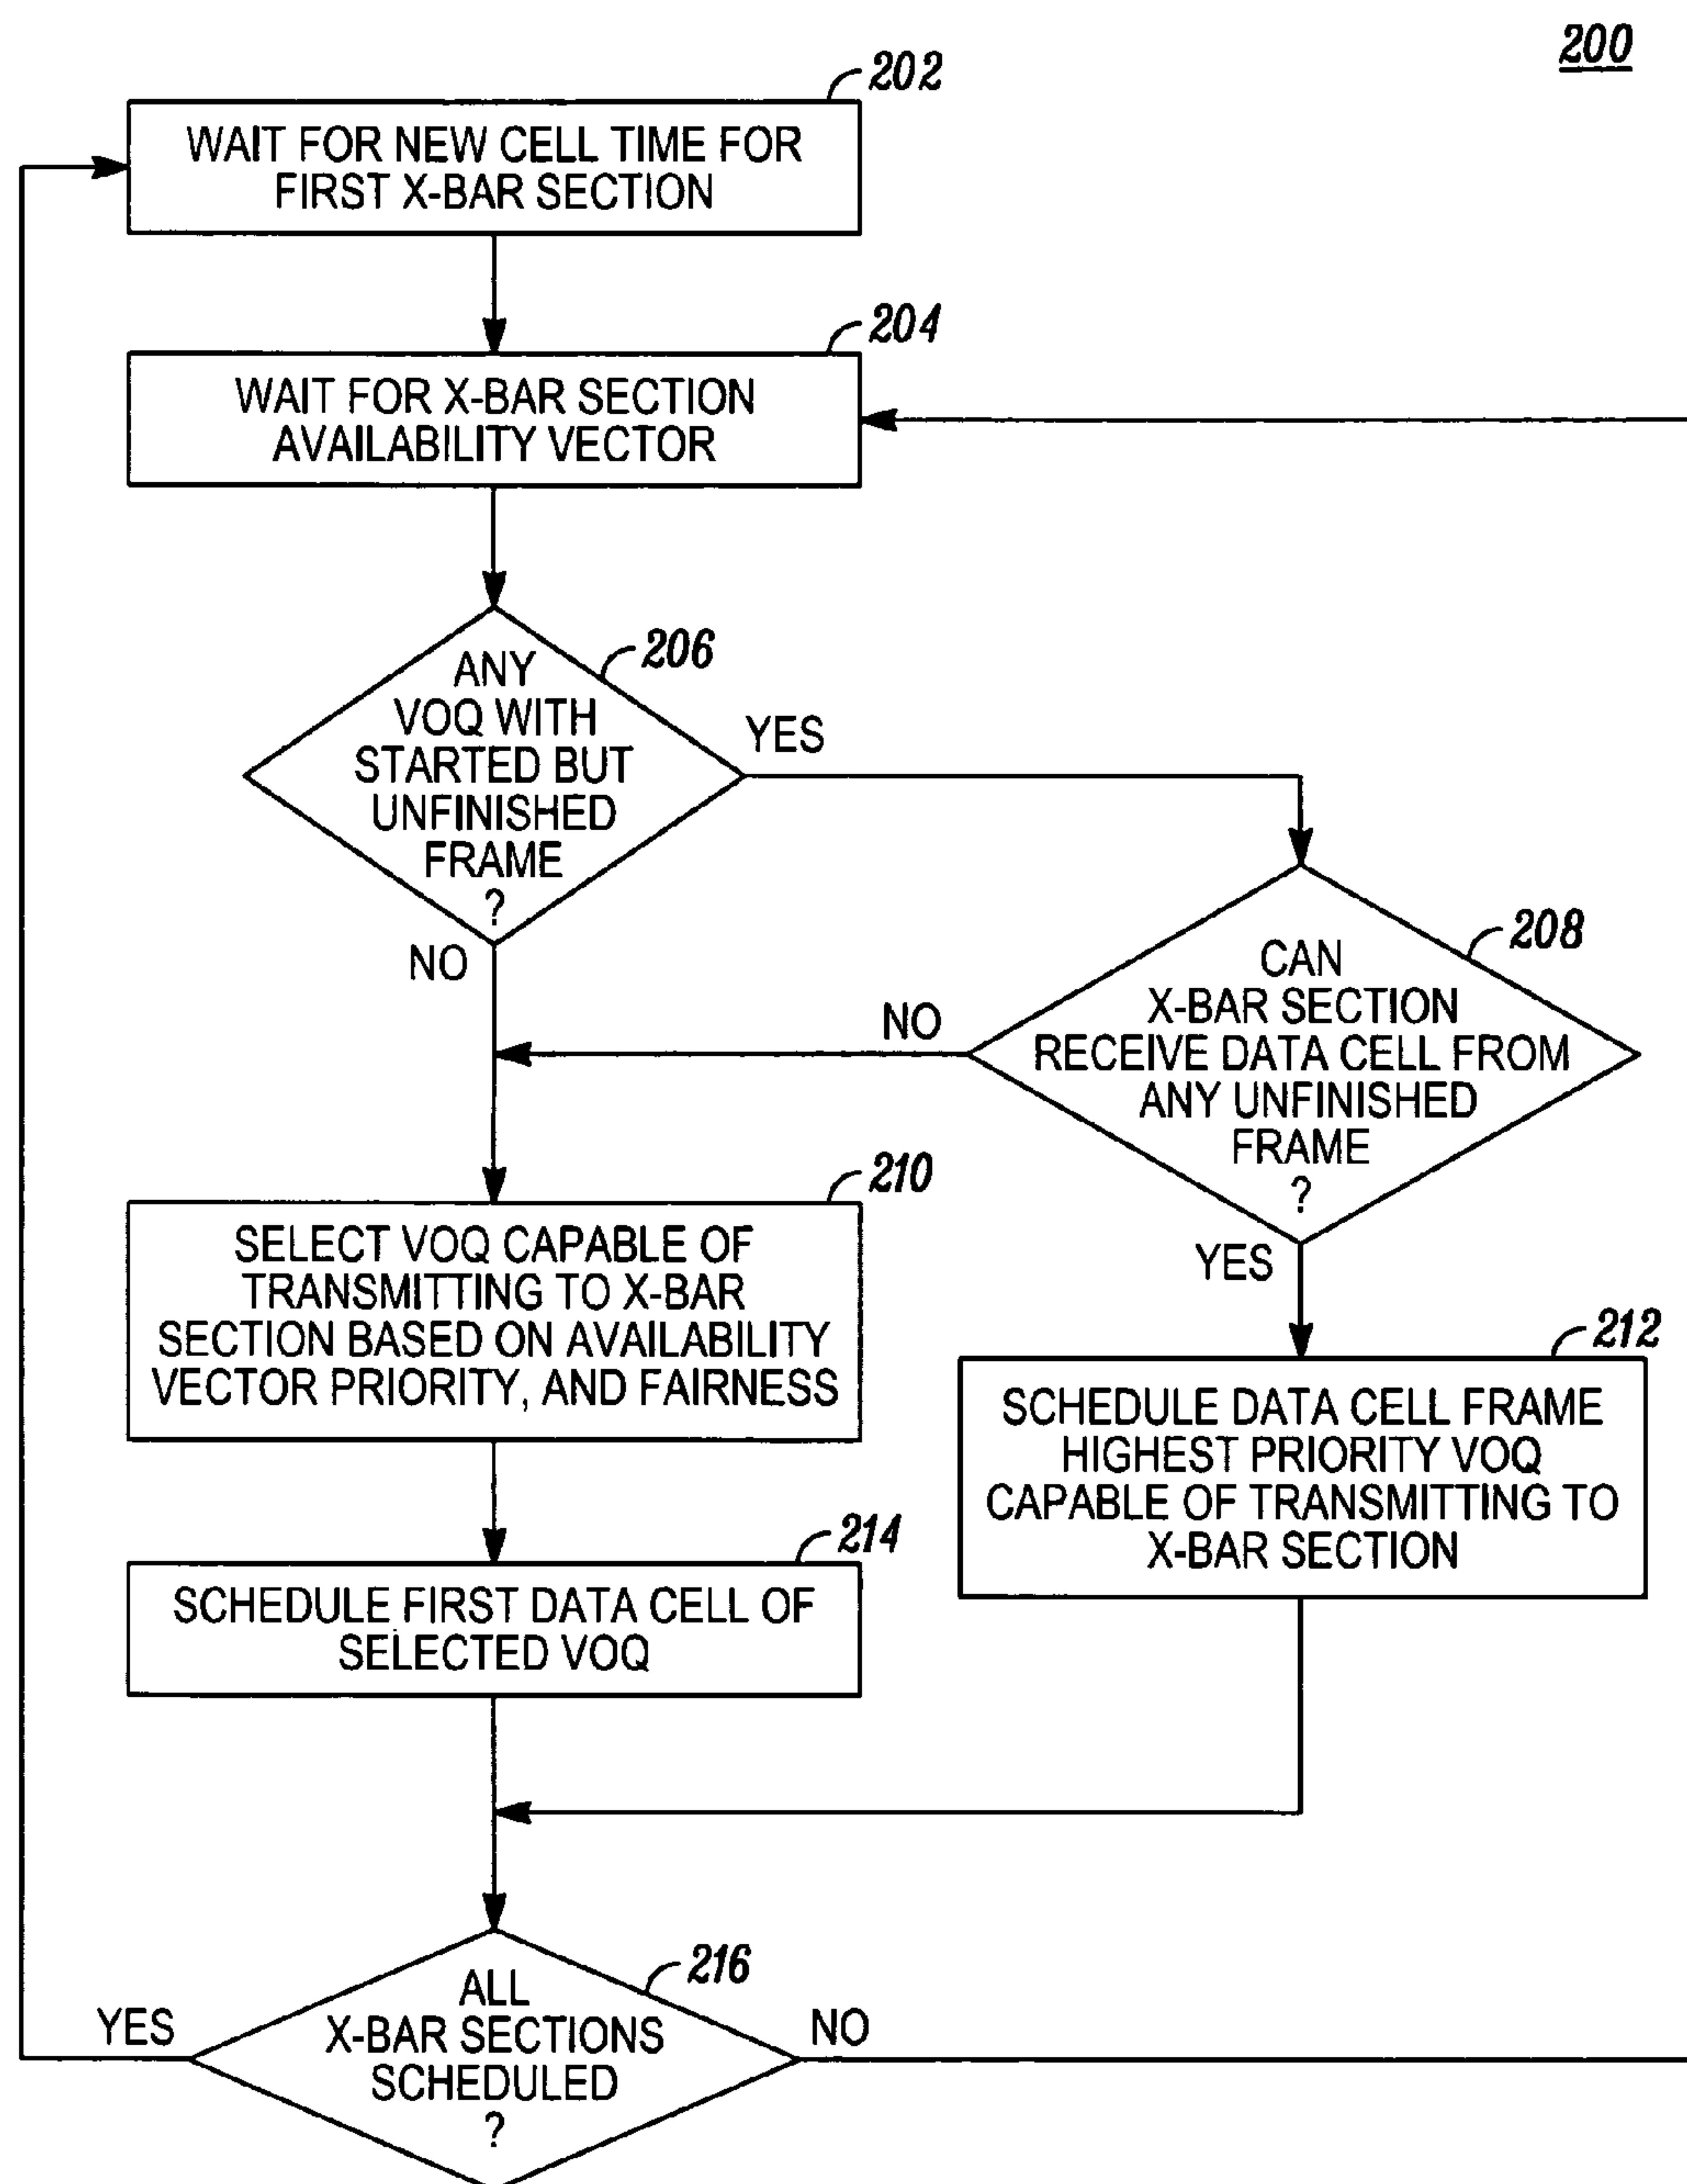 200
202
WAIT FOR NEW CELL TIME FOR
FIRST X-BAR SECTION
204
WAIT FOR X-BAR SECTION
AVAILABILITY VECTOR
206
ANY
VOQ WITH
STARTED BUT
UNFINISHED
FRAME
?
YES
NO
208
CAN
X-BAR SECTION
RECEIVE DATA CELL FROM
ANY UNFINISHED
FRAME
?
NO
YES
210
SELECT VOQ CAPABLE OF
TRANSMITTING TO X-BAR
SECTION BASED ON AVAILABILITY
VECTOR PRIORITY, AND FAIRNESS
212
SCHEDULE DATA CELL FRAME
HIGHEST PRIORITY VOQ
CAPABLE OF TRANSMITTING TO
X-BAR SECTION
214
SCHEDULE FIRST DATA CELL OF
SELECTED VOQ
216
ALL
X-BAR SECTIONS
SCHEDULED
?
YES
NO